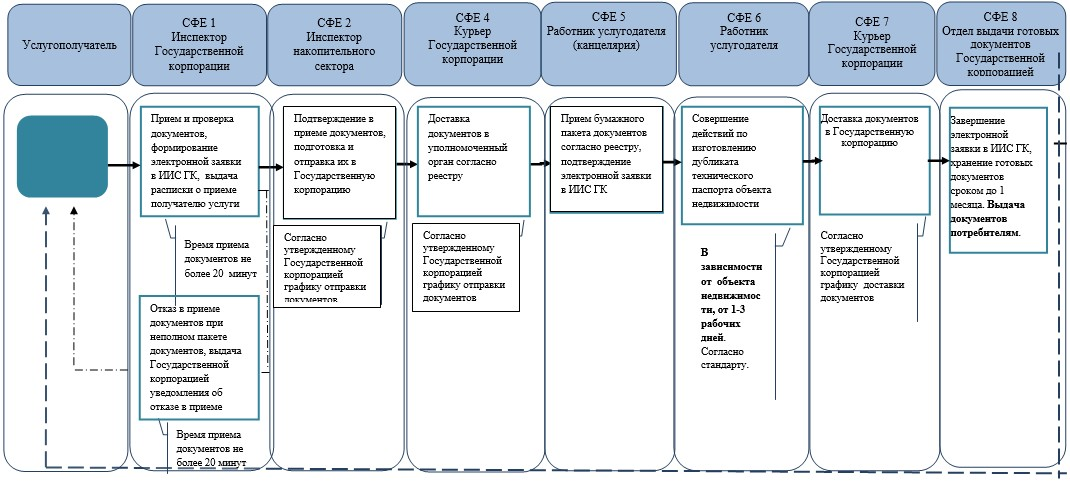 Услугополучатель
СФЕ 1
Инспектор
Государственной
корпорации
СФЕ 2
Инспектор
накопительного
сектора
СФЕ 4
Курьер
Государственной
корпорации
СФЕ 5
Работник услугодателя
(канцелярия)
СФЕ 6
Работник
услугодателя
СФЕ 7
Курьер
Государственной
корпорации
СФЕ 8
Отдел выдачи готовых
документов
Государственной
корпорацией
Прием и проверка
документов,
формирование
электронной заявки
в ИИС ГК, выдача
расписки о приеме
получателю услуги
Время приема
документов не
более 20 минут
Отказ в приеме
документов при
неполном пакете
документов, выдача
Государственной
корпорацией
уведомления об
отказе в приеме
Время приема
документов не
более 20 минут
Подтверждение в
приеме документов,
подготовка и
отправка их в
Государственную
корпорацию
Согласно
утвержденному
Государственной
корпорацией
графику отправки
документов
Доставка
документов в
уполномоченный
орган согласно
реестру
Согласно
утвержденному
Государственной
корпорацией
графику отправки
документов
Прием бумажного
пакета документов
согласно реестру,
подтверждение
электронной заявки
в ИИС ГК
Совершение
действий по
изготовлению
дубликата
технического
паспорта объекта
недвижимости
В
зависимости
от объекта
недвижимос
ти, от 1-3
рабочих
дней.
Согласно
стандарту.
Доставка документов
в Государственную
корпорацию
Согласно
утвержденному
Государственной
корпорацией
графику доставки
документов
Завершение
электронной
заявки в ИИС ГК,
хранение готовых
документов
сроком до 1
месяца. Выдача
документов
потребителям.